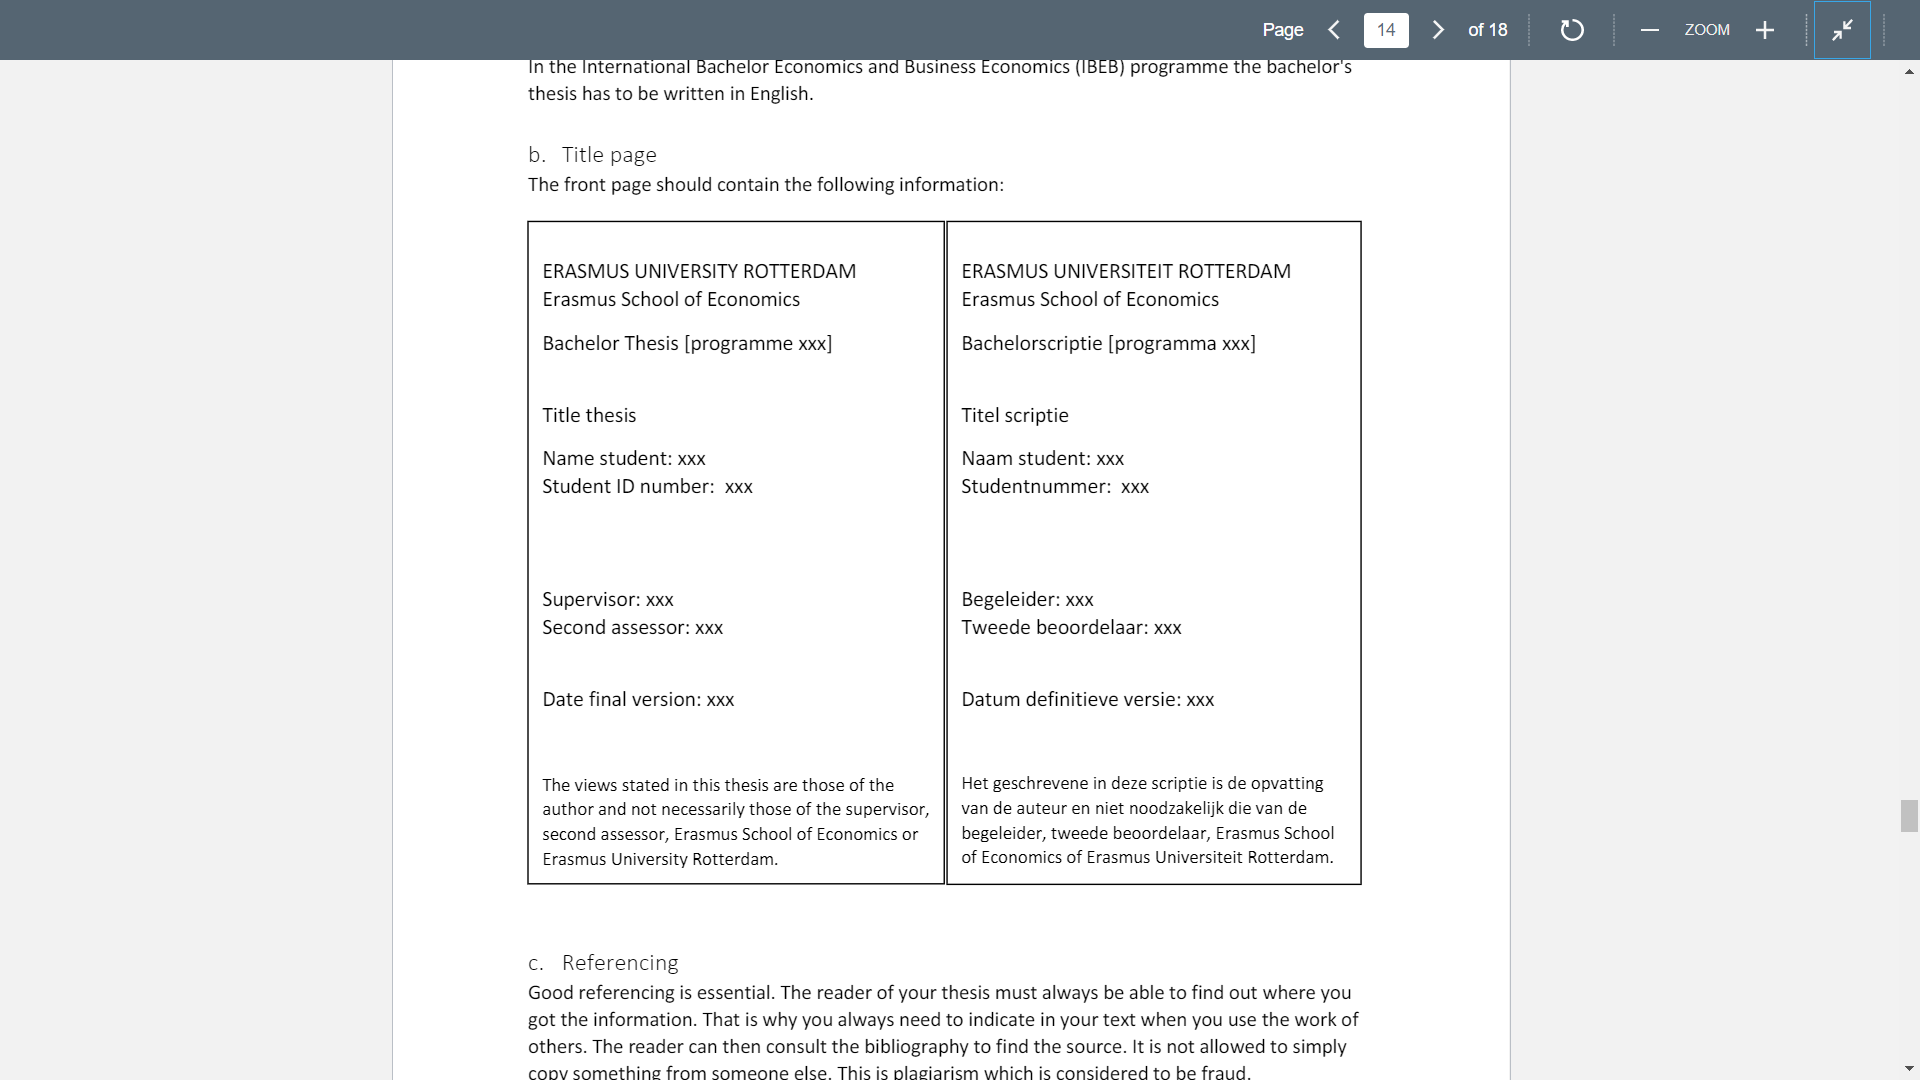 Page 14 of 18 ZOOM
In the International Bachelor Economics and Business Economics (IBEB) programme the bachelor's
thesis has to be written in English.
b. Title page
The front page should contain the following information:
ERASMUS UNIVERSITY ROTTERDAM
Erasmus School of Economics
Bachelor Thesis [programme xxx]
Title thesis
Name student: xxx
Student ID number:  xxx
Supervisor: xxx
Second assessor: xxx
Date final version: xxx
The views stated in this thesis are those of the
author and not necessarily those of the supervisor,
second assessor, Erasmus School of Economics or
Erasmus University Rotterdam.
ERASMUS UNIVERSITEIT ROTTERDAM
Erasmus School of Economics
Bachelorscriptie [programma xxx]
Titel scriptie
Naam student: xxx
Studentnummer:  xxx
Begeleider: xxx
Tweede beoordelaar: xxx
Datum definitieve versie: xxx
Het geschrevene in deze scriptie is de opvatting
van de auteur en niet noodzakelijk die van de
begeleider, tweede beoordelaar, Erasmus School
of Economics of Erasmus Universiteit Rotterdam.
c. Referencing
Good referencing is essential. The reader of your thesis must always be able to find out where you
got the information. That is why you always need to indicate in your text when you use the work of
others. The reader can then consult the bibliography to find the source. It is not allowed to simply
copy something from someone else. This is plagiarism which is considered to be fraud.